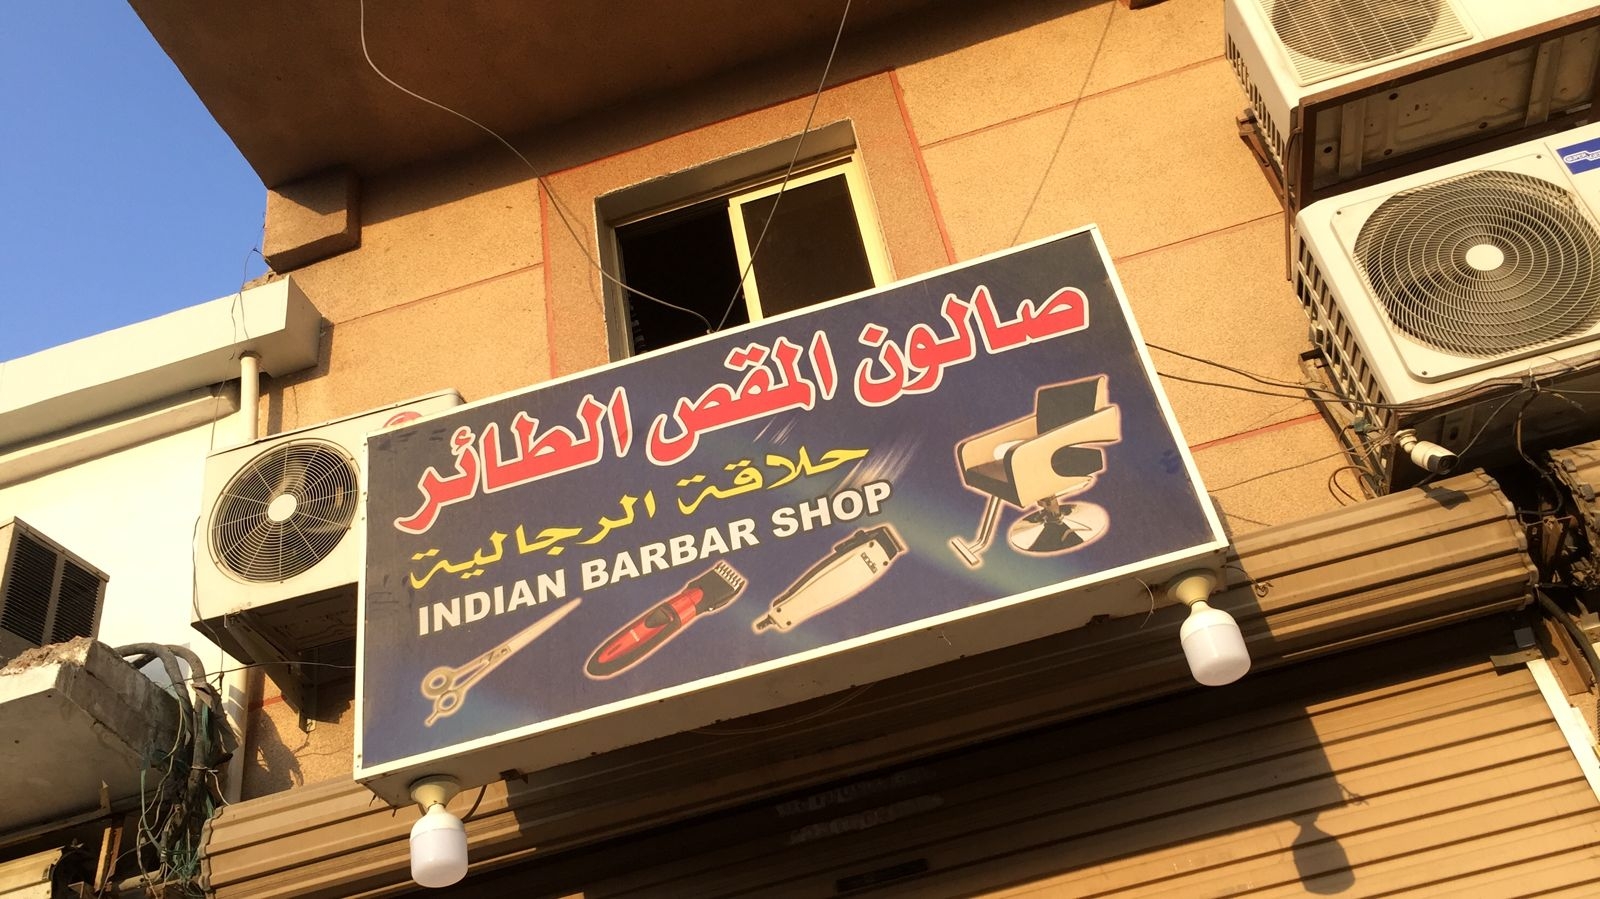 صالون المقص الطائر
حلاقة الرجالية
INDIAN BARBAR SHOP